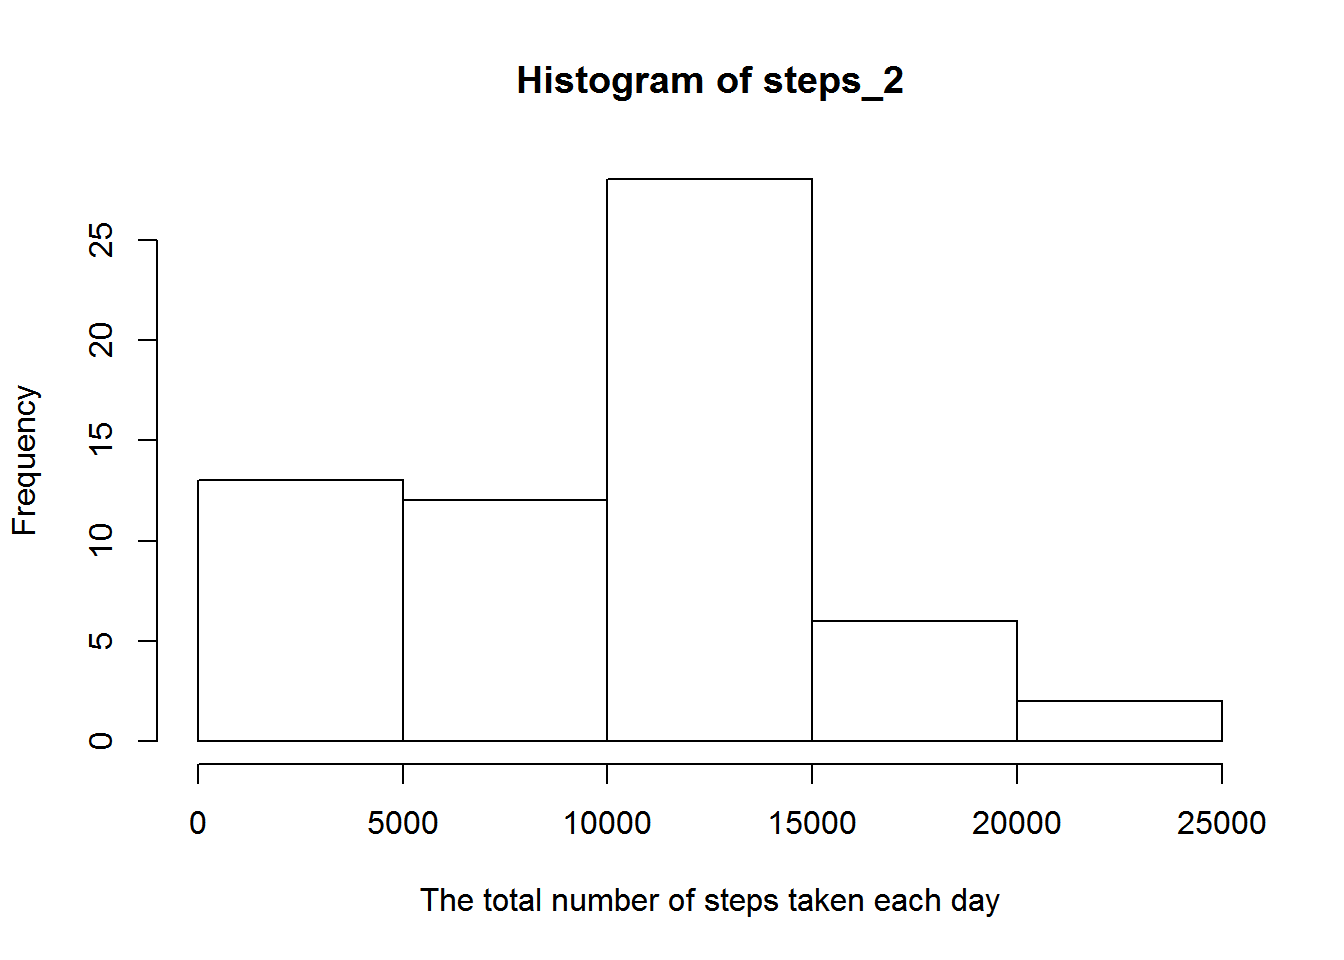 Histogram of steps_2
Frequency
25
20
15
10
5
0
0 5000 10000 15000 20000 25000
The total number of steps taken each day